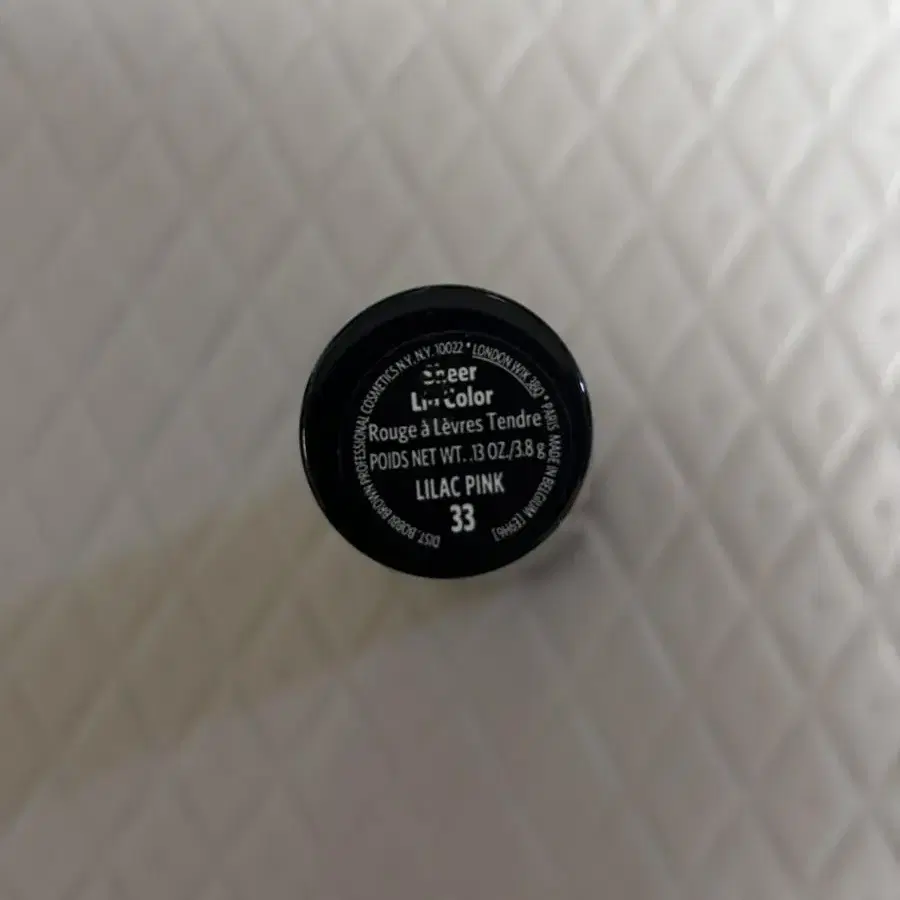 Sheer
Lip Color
Rouge à Lèvres Tendre
POIDS NET WT. .13 OZ./3.8 g
LILAC PINK
33
DIST. BOBBI BROWN PROFESSIONAL COSMETICS N.Y., N.Y. 10022 * LONDON W1K 3BQ * PARIS MADE IN BELGIUM